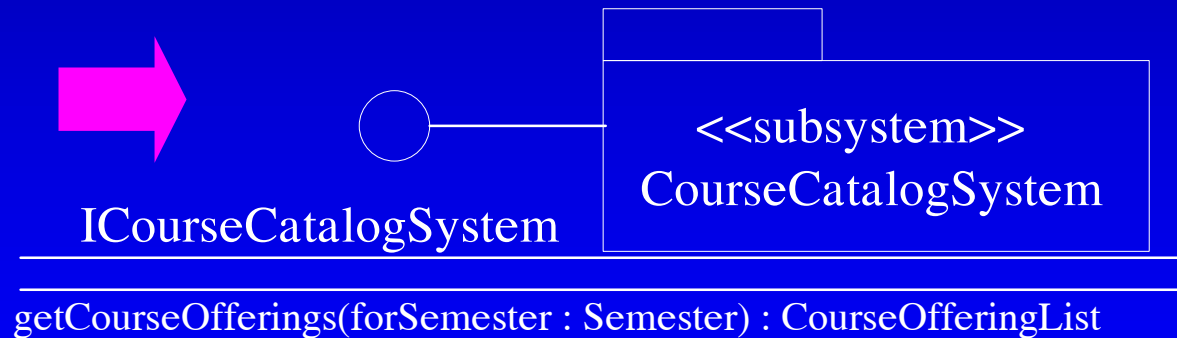 <<subsystem>>
CourseCatalogSystem
ICourseCatalogSystem
getCourseOfferings(forSemester : Semester) : CourseOfferingList